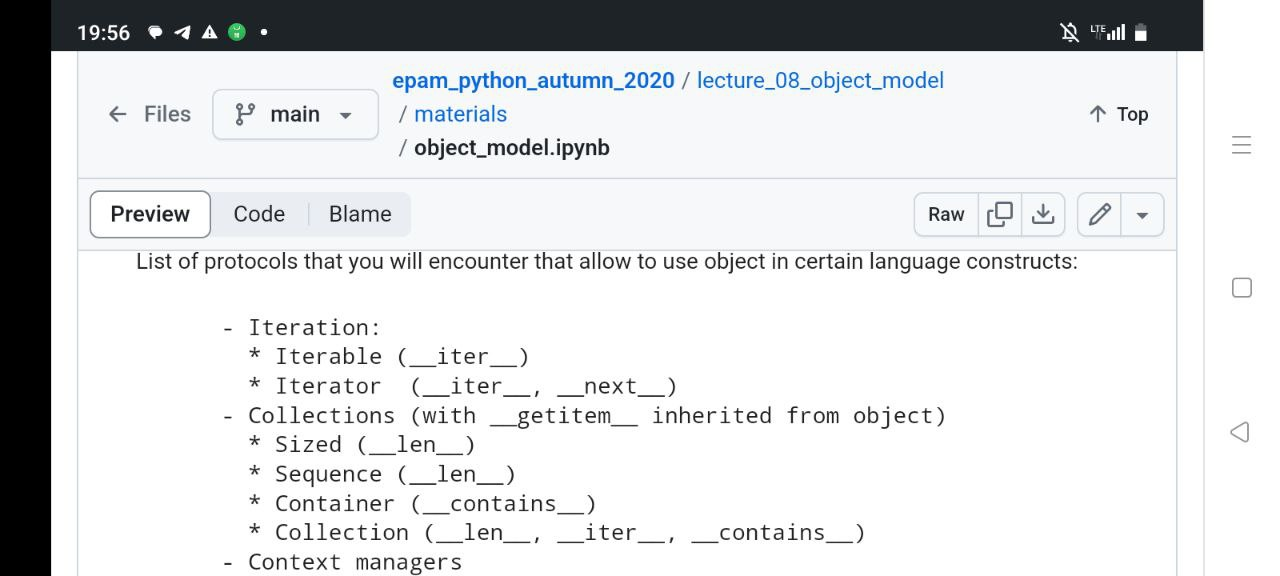 19:56
LTE
epam_python_autumn_2020 / lecture_08_object_model
← Files main / materials ↑ Top
/ object_model.ipynb
Preview Code Blame Raw
List of protocols that you will encounter that allow to use object in certain language constructs:
- Iteration:
* Iterable (__iter__)
* Iterator (__iter__, __next__)
- Collections (with __getitem__ inherited from object)
* Sized (__len__)
* Sequence (__len__)
* Container (__contains__)
* Collection (__len__, __iter__, __contains__)
- Context managers